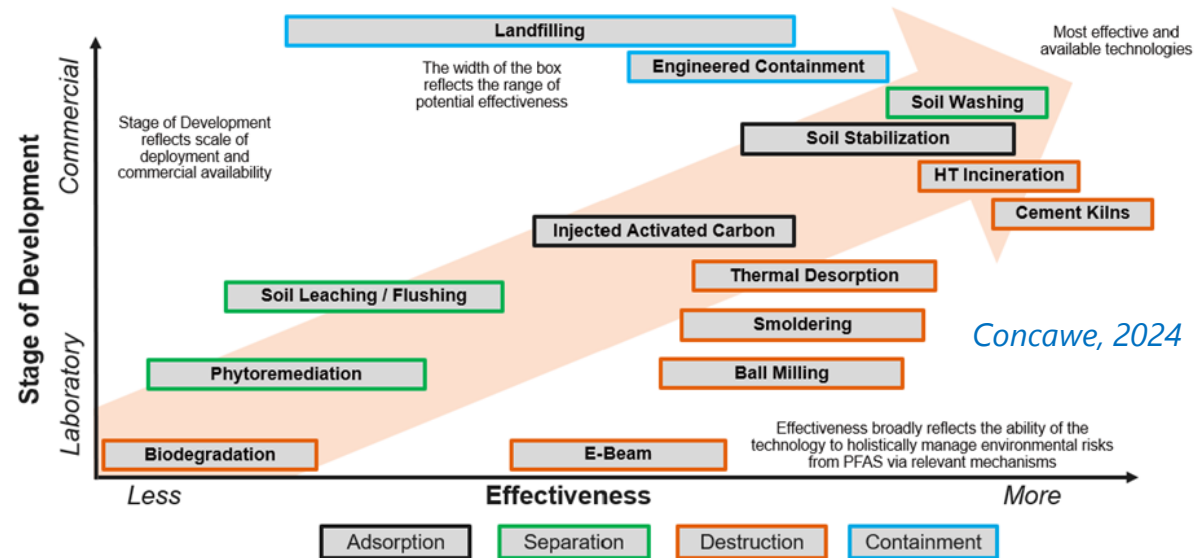 Landfilling
Most effective and
available technologies
Engineered Containment
The width of the box
reflects the range of
potential effectiveness
Soil Washing
Stage of Development
reflects scale of
deployment and
commercial availability
Soil Stabilization
HT Incineration
Cement Kilns
Injected Activated Carbon
Thermal Desorption
Soil Leaching / Flushing
Smoldering
Concawe, 2024
Phytoremediation
Ball Milling
Effectiveness broadly reflects the ability of the
technology to holistically manage environmental risks
from PFAS via relevant mechanisms
Biodegradation
E-Beam
Stage of Development
Commercial
Laboratory
Less
Effectiveness
More
Adsorption
Separation
Destruction
Containment